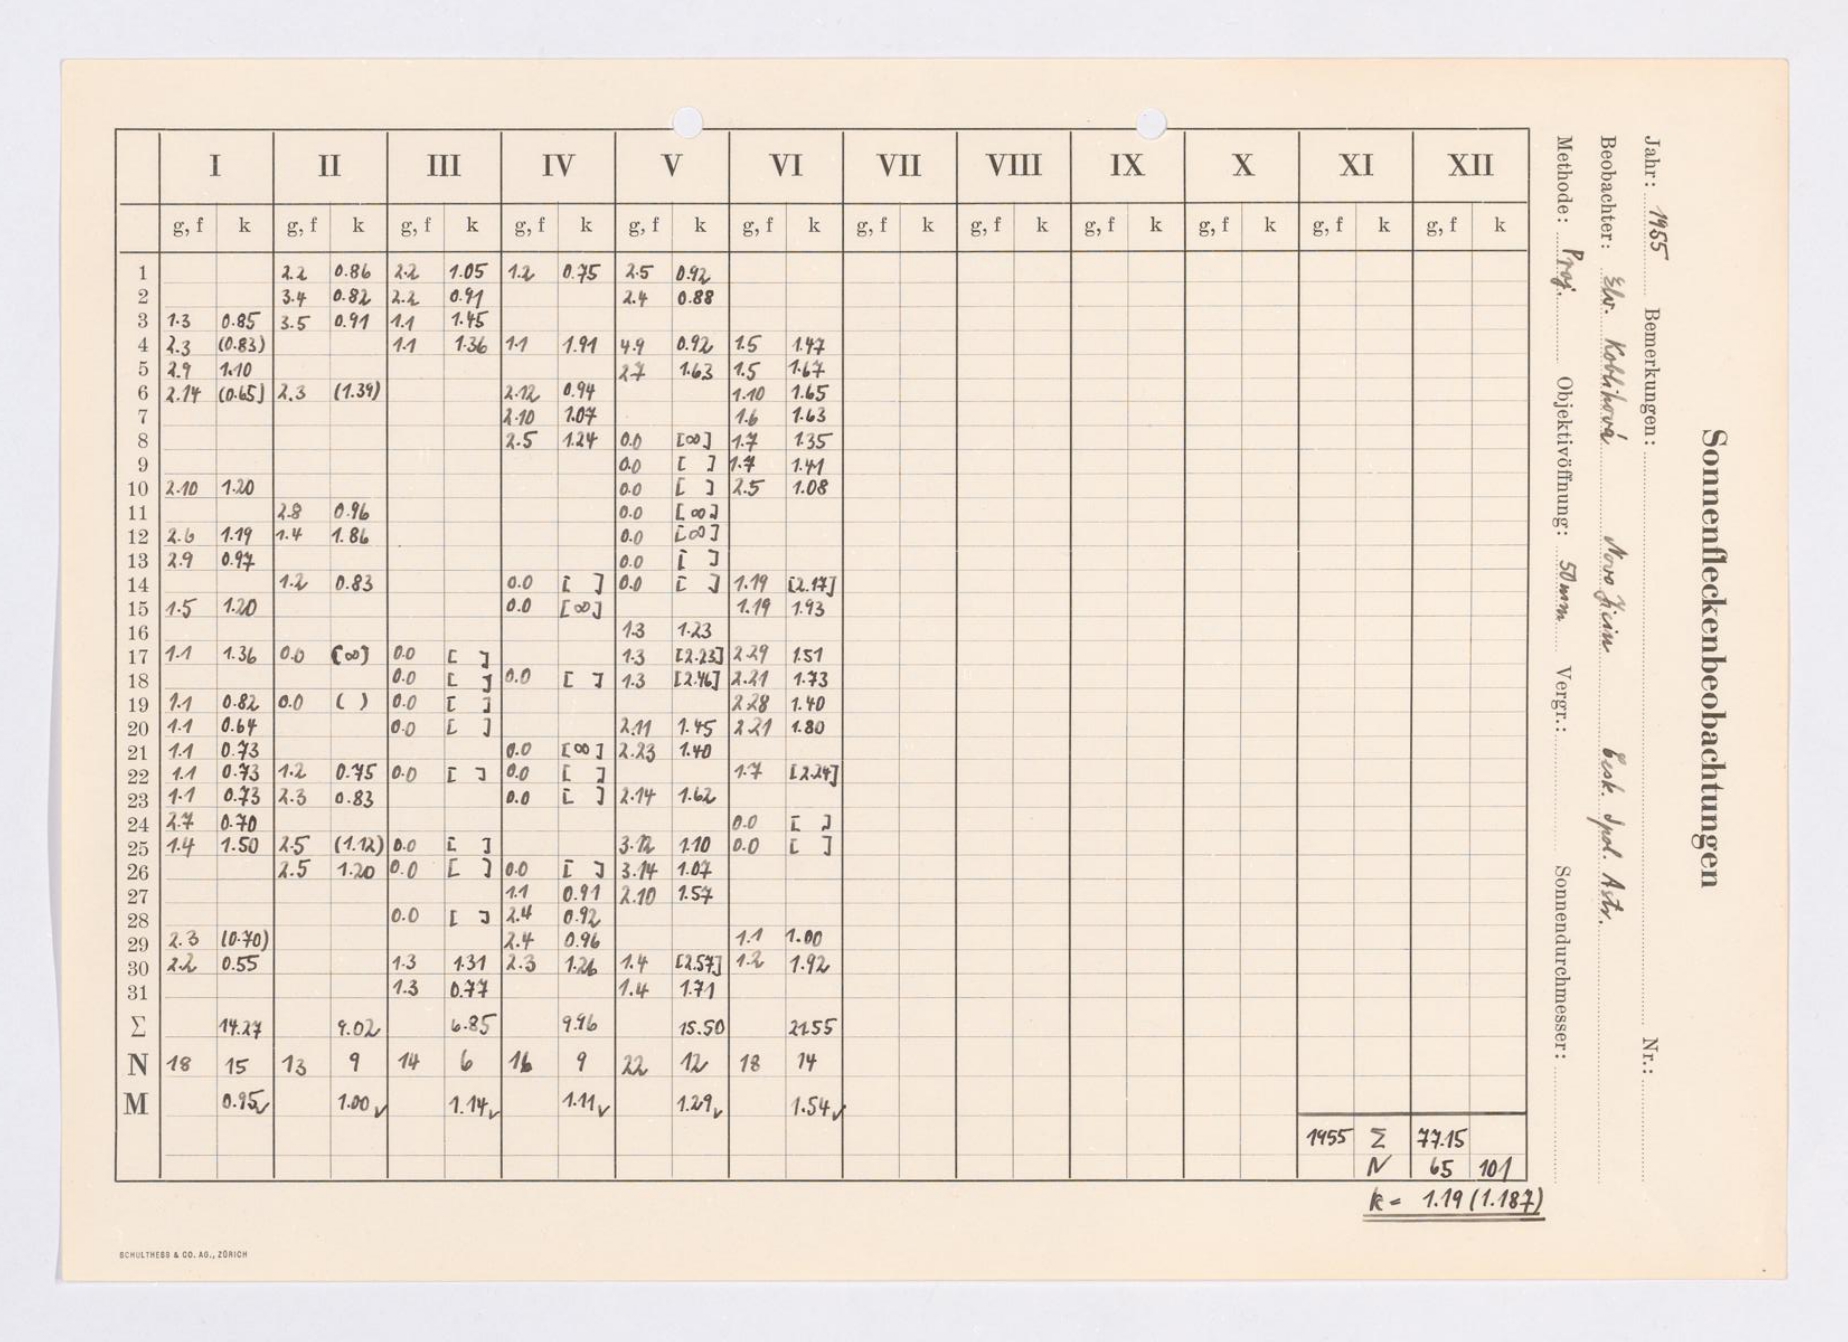 Sonnenfleckenbeobachtungen
Jahr: 1955 Bemerkungen: Nr.:
Beobachter: Elv. Novo Jicin Česk. Spol. Astr.
Methode: Proj. Objektivöffnung: 50mm Vergr.: Sonnendurchmesser:
I II III IV V VI VII VIII IX X XI XII
g, f k g, f k g, f k g, f k g, f k g, f k g, f k g, f k g, f k g, f k g, f k g, f k
1 2.2 0.86 2.2 1.05 1.2 0.75 2.5 0.92
2 3.4 0.82 2.2 0.91 2.4 0.88
3 1.3 0.85 3.5 0.91 1.1 1.45
4 2.3 (0.83) 1.1 1.36 1.1 1.91 4.9 0.92 1.5 1.47
5 2.9 1.10 2.7 1.63 1.5 1.67
6 2.14 (0.65) 2.3 (1.39) 2.12 0.94 1.10 1.65
7 2.10 1.07 1.6 1.63
8 2.5 1.24 0.0 [∞] 1.7 1.35
9 0.0 [ ] 1.7 1.41
10 2.10 1.20 0.0 [ ] 2.5 1.08
11 2.8 0.96 0.0 [∞]
12 2.6 1.19 1.4 1.86 0.0 [∞]
13 2.9 0.97 0.0 [ ]
14 1.2 0.83 0.0 [ ] 0.0 [ ] 1.19 [2.17]
15 1.5 1.20 0.0 [∞] 1.19 1.93
16 1.3 1.23
17 1.1 1.36 0.0 [∞] 0.0 [ ] 1.3 [2.23] 2.29 1.51
18 0.0 [ ] 0.0 [ ] 1.3 [2.46] 2.21 1.73
19 1.1 0.82 0.0 ( ) 0.0 [ ] 2.28 1.40
20 1.1 0.64 0.0 [ ] 2.11 1.45 2.21 1.80
21 1.1 0.73 0.0 [∞] 2.23 1.40
22 1.1 0.73 1.2 0.75 0.0 [ ] 0.0 [ ] 1.7 [2.24]
23 1.1 0.73 2.3 0.83 0.0 [ ] 2.14 1.62
24 2.7 0.70 0.0 [ ]
25 1.4 1.50 2.5 (1.12) 0.0 [ ] 3.12 1.10 0.0 [ ]
26 2.5 1.20 0.0 [ ] 0.0 [ ] 3.14 1.07
27 1.1 0.91 2.10 1.57
28 0.0 [ ] 2.4 0.92
29 2.3 (0.70) 2.4 0.96 1.1 1.00
30 2.2 0.55 1.3 1.31 2.3 1.26 1.4 [2.57] 1.2 1.92
31 1.3 0.77 1.4 1.71
Σ 14.27 9.02 6.85 9.96 15.50 21.55
N 18 15 13 9 14 6 16 9 22 12 18 14
M 0.95✓ 1.00✓ 1.14✓ 1.11✓ 1.29✓ 1.54✓
1955 Σ 77.15
N 65 101
k = 1.19 (1.187)
SCHULTHESS & CO. AG., ZÜRICH